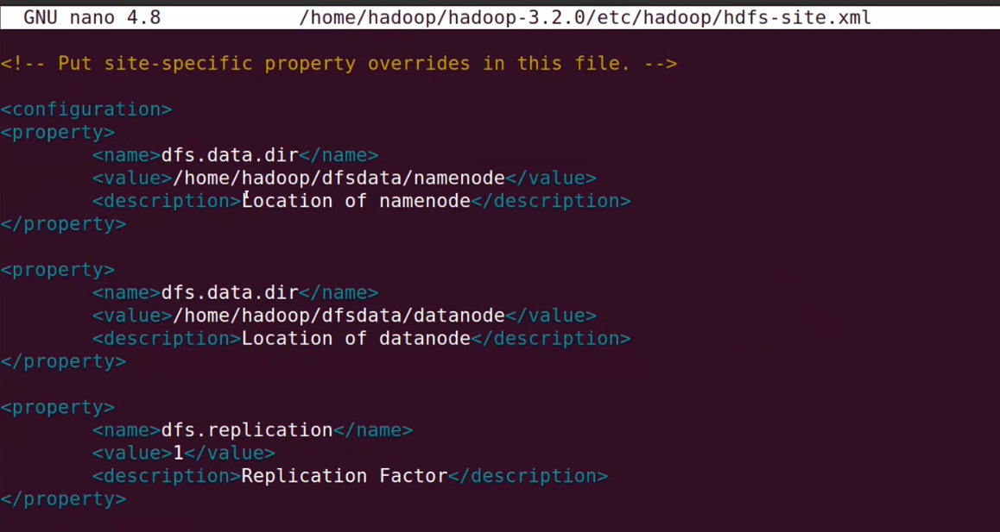 GNU nano 4.8 /home/hadoop/hadoop-3.2.0/etc/hadoop/hdfs-site.xml
<!-- Put site-specific property overrides in this file. -->
<configuration>
<property>
<name>dfs.data.dir</name>
<value>/home/hadoop/dfsdata/namenode</value>
<description>Location of namenode</description>
</property>
<property>
<name>dfs.data.dir</name>
<value>/home/hadoop/dfsdata/datanode</value>
<description>Location of datanode</description>
</property>
<property>
<name>dfs.replication</name>
<value>1</value>
<description>Replication Factor</description>
</property>